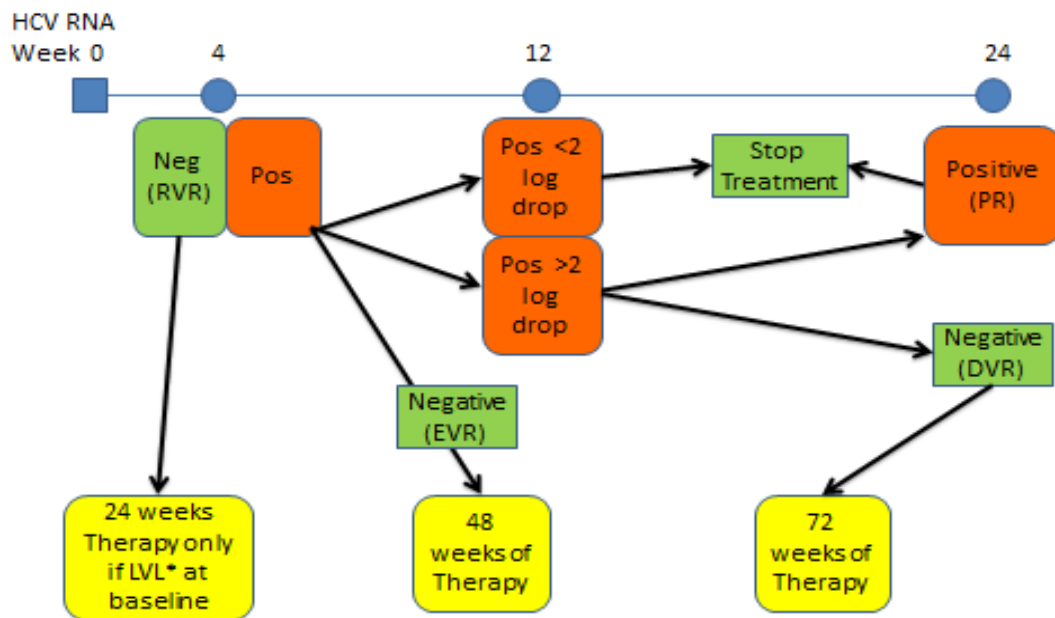 HCV RNA
Week 0
4
12
24
Neg
(RVR)
Pos
Pos <2
log
drop
Stop
Treatment
Positive
(PR)
Pos >2
log
drop
Negative
(DVR)
Negative
(EVR)
24 weeks
Therapy only
if LVL* at
baseline
48
weeks of
Therapy
72
weeks of
Therapy